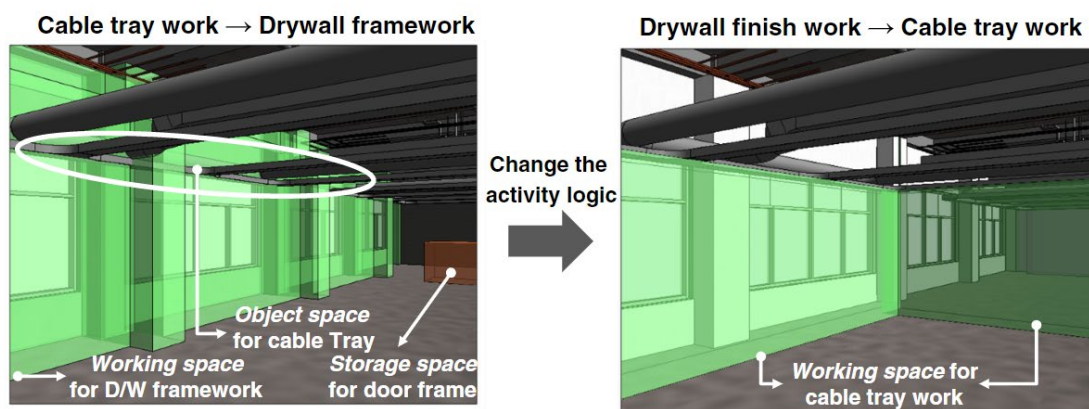 Cable tray work → Drywall framework
Drywall finish work → Cable tray work
Change the
activity logic
Object space
for cable Tray
Working space
for D/W framework
Storage space
for door frame
Working space for
cable tray work